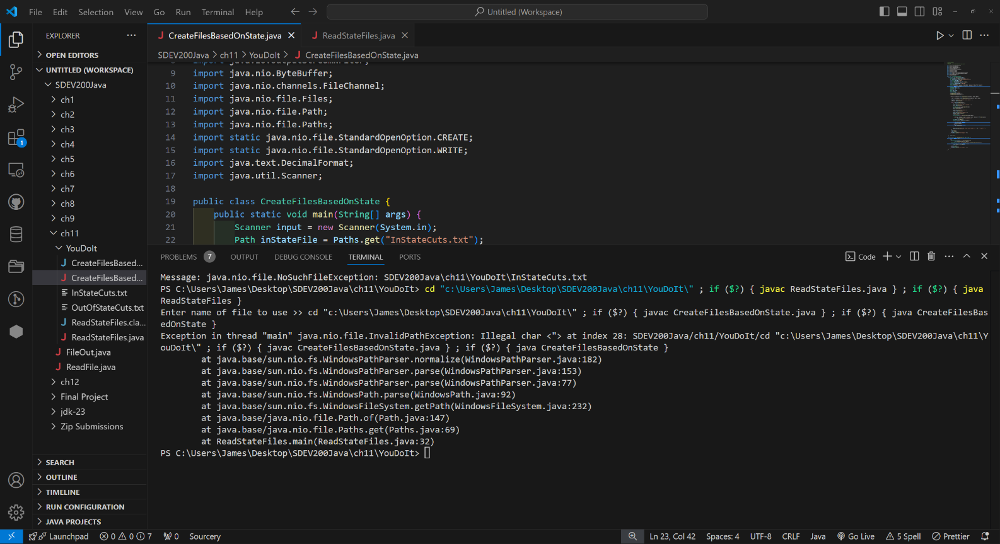 File Edit Selection View Go Run Terminal Help
Untitled (Workspace)
EXPLORER
OPEN EDITORS
UNTITLED (WORKSPACE)
SDEV200Java
ch1
ch2
ch3
ch4
ch5
ch6
ch7
ch8
ch9
ch11
YouDoIt
CreateFilesBased...
CreateFilesBased...
InStateCuts.txt
OutOfStateCuts.txt
ReadStateFiles.cla...
ReadStateFiles.java
FileOut.java
ReadFile.java
ch12
Final Project
jdk-23
Zip Submissions
SEARCH
OUTLINE
TIMELINE
RUN CONFIGURATION
JAVA PROJECTS
1
CreateFilesBasedOnState.java ReadStateFiles.java
SDEV200Java > ch11 > YouDoIt > CreateFilesBasedOnState.java
8 import java.io.OutputStreamWriter;
9 import java.nio.ByteBuffer;
10 import java.nio.channels.FileChannel;
11 import java.nio.file.Files;
12 import java.nio.file.Path;
13 import java.nio.file.Paths;
14 import static java.nio.file.StandardOpenOption.CREATE;
15 import static java.nio.file.StandardOpenOption.WRITE;
16 import java.text.DecimalFormat;
17 import java.util.Scanner;
18
19 public class CreateFilesBasedOnState {
20 public static void main(String[] args) {
21 Scanner input = new Scanner(System.in);
22 Path inStateFile = Paths.get("InStateCuts.txt");
PROBLEMS 7 OUTPUT DEBUG CONSOLE TERMINAL PORTS Code
Message: java.nio.file.NoSuchFileException: SDEV200Java\ch11\YouDoIt\InStateCuts.txt
PS C:\Users\James\Desktop\SDEV200Java\ch11\YouDoIt> cd "c:\Users\James\Desktop\SDEV200Java\ch11\YouDoIt\" ; if ($?) { javac ReadStateFiles.java } ; if ($?) { java
ReadStateFiles }
Enter name of file to use >> cd "c:\Users\James\Desktop\SDEV200Java\ch11\YouDoIt\" ; if ($?) { javac CreateFilesBasedOnState.java } ; if ($?) { java CreateFilesBas
edOnState }
Exception in thread "main" java.nio.file.InvalidPathException: Illegal char <"> at index 28: SDEV200Java/ch11/YouDoIt/cd "c:\Users\James\Desktop\SDEV200Java\ch11\Y
ouDoIt\" ; if ($?) { javac CreateFilesBasedOnState.java } ; if ($?) { java CreateFilesBasedOnState }
at java.base/sun.nio.fs.WindowsPathParser.normalize(WindowsPathParser.java:182)
at java.base/sun.nio.fs.WindowsPathParser.parse(WindowsPathParser.java:153)
at java.base/sun.nio.fs.WindowsPathParser.parse(WindowsPathParser.java:77)
at java.base/sun.nio.fs.WindowsPath.parse(WindowsPath.java:92)
at java.base/sun.nio.fs.WindowsFileSystem.getPath(WindowsFileSystem.java:232)
at java.base/java.nio.file.Path.of(Path.java:147)
at java.base/java.nio.file.Paths.get(Paths.java:69)
at ReadStateFiles.main(ReadStateFiles.java:32)
PS C:\Users\James\Desktop\SDEV200Java\ch11\YouDoIt>
Launchpad 0 0 7 0 Sourcery Ln 23, Col 42 Spaces: 4 UTF-8 CRLF Java Go Live 5 Spell Prettier